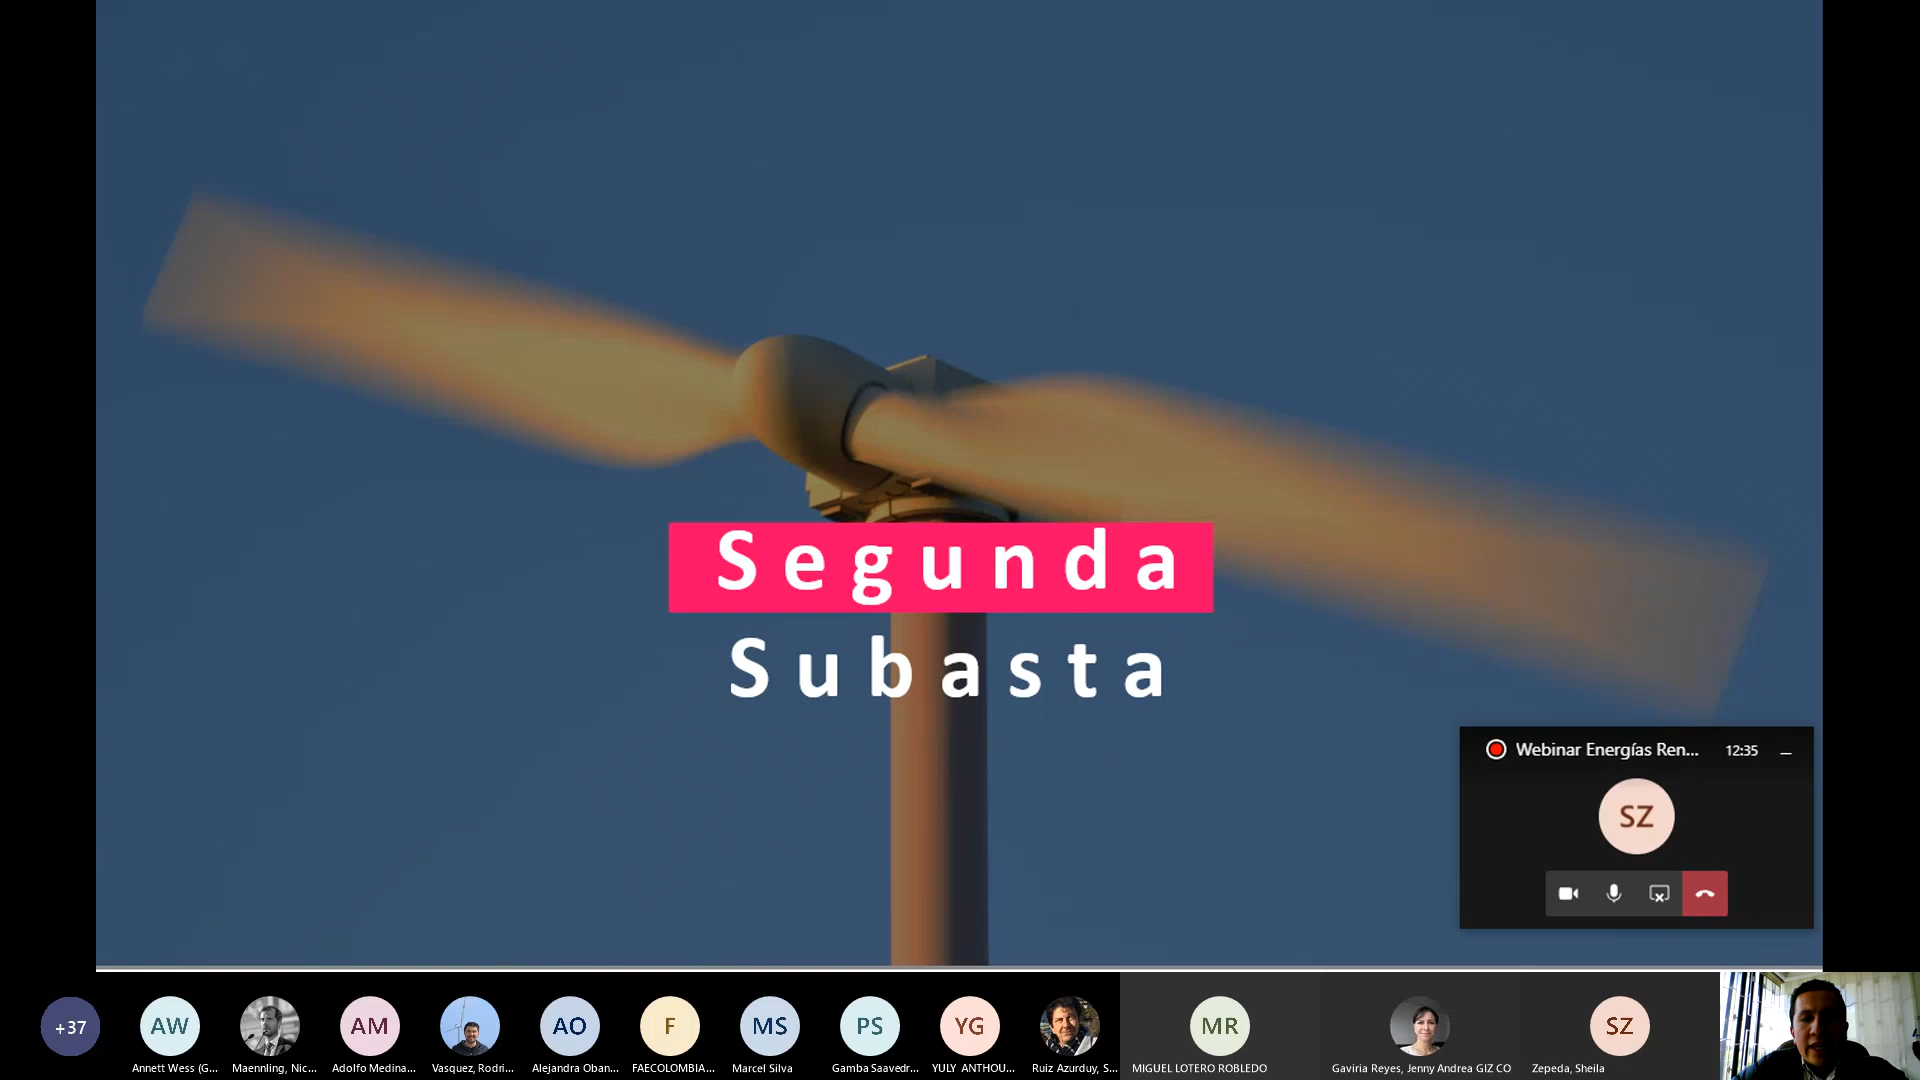 Segunda
Subasta
Webinar Energías Ren...
12:35
SZ
+37
AW
AM
AO
F
MS
PS
YG
MR
SZ
Annett Wess (G...
Maennling, Nic...
Adolfo Medina...
Vasquez, Rodri...
Alejandra Oban...
FAECOLOMBIA...
Marcel Silva
Gamba Saavedr...
YULY ANTHOU...
Ruiz Azurduy, S...
MIGUEL LOTERO ROBLEDO
Gaviria Reyes, Jenny Andrea GIZ CO
Zepeda, Sheila